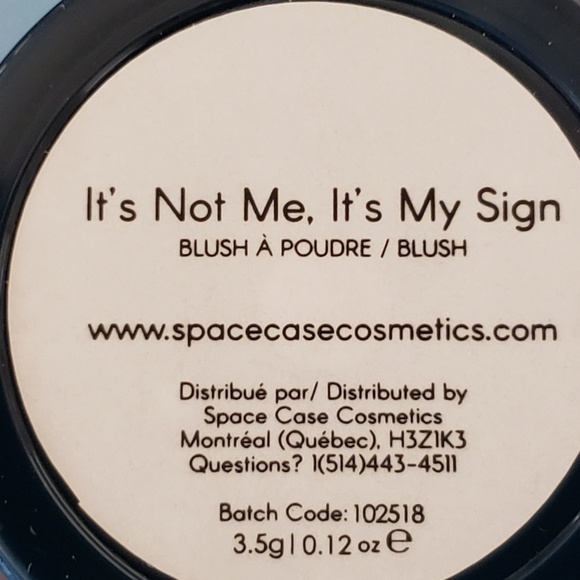 It's Not Me, It's My Sign
BLUSH À POUDRE / BLUSH
www.spacecasecosmetics.com
Distribué par/ Distributed by
Space Case Cosmetics
Montréal (Québec), H3Z1K3
Questions? 1(514)443-4511
Batch Code: 102518
3.5g | 0.12 oz ℮